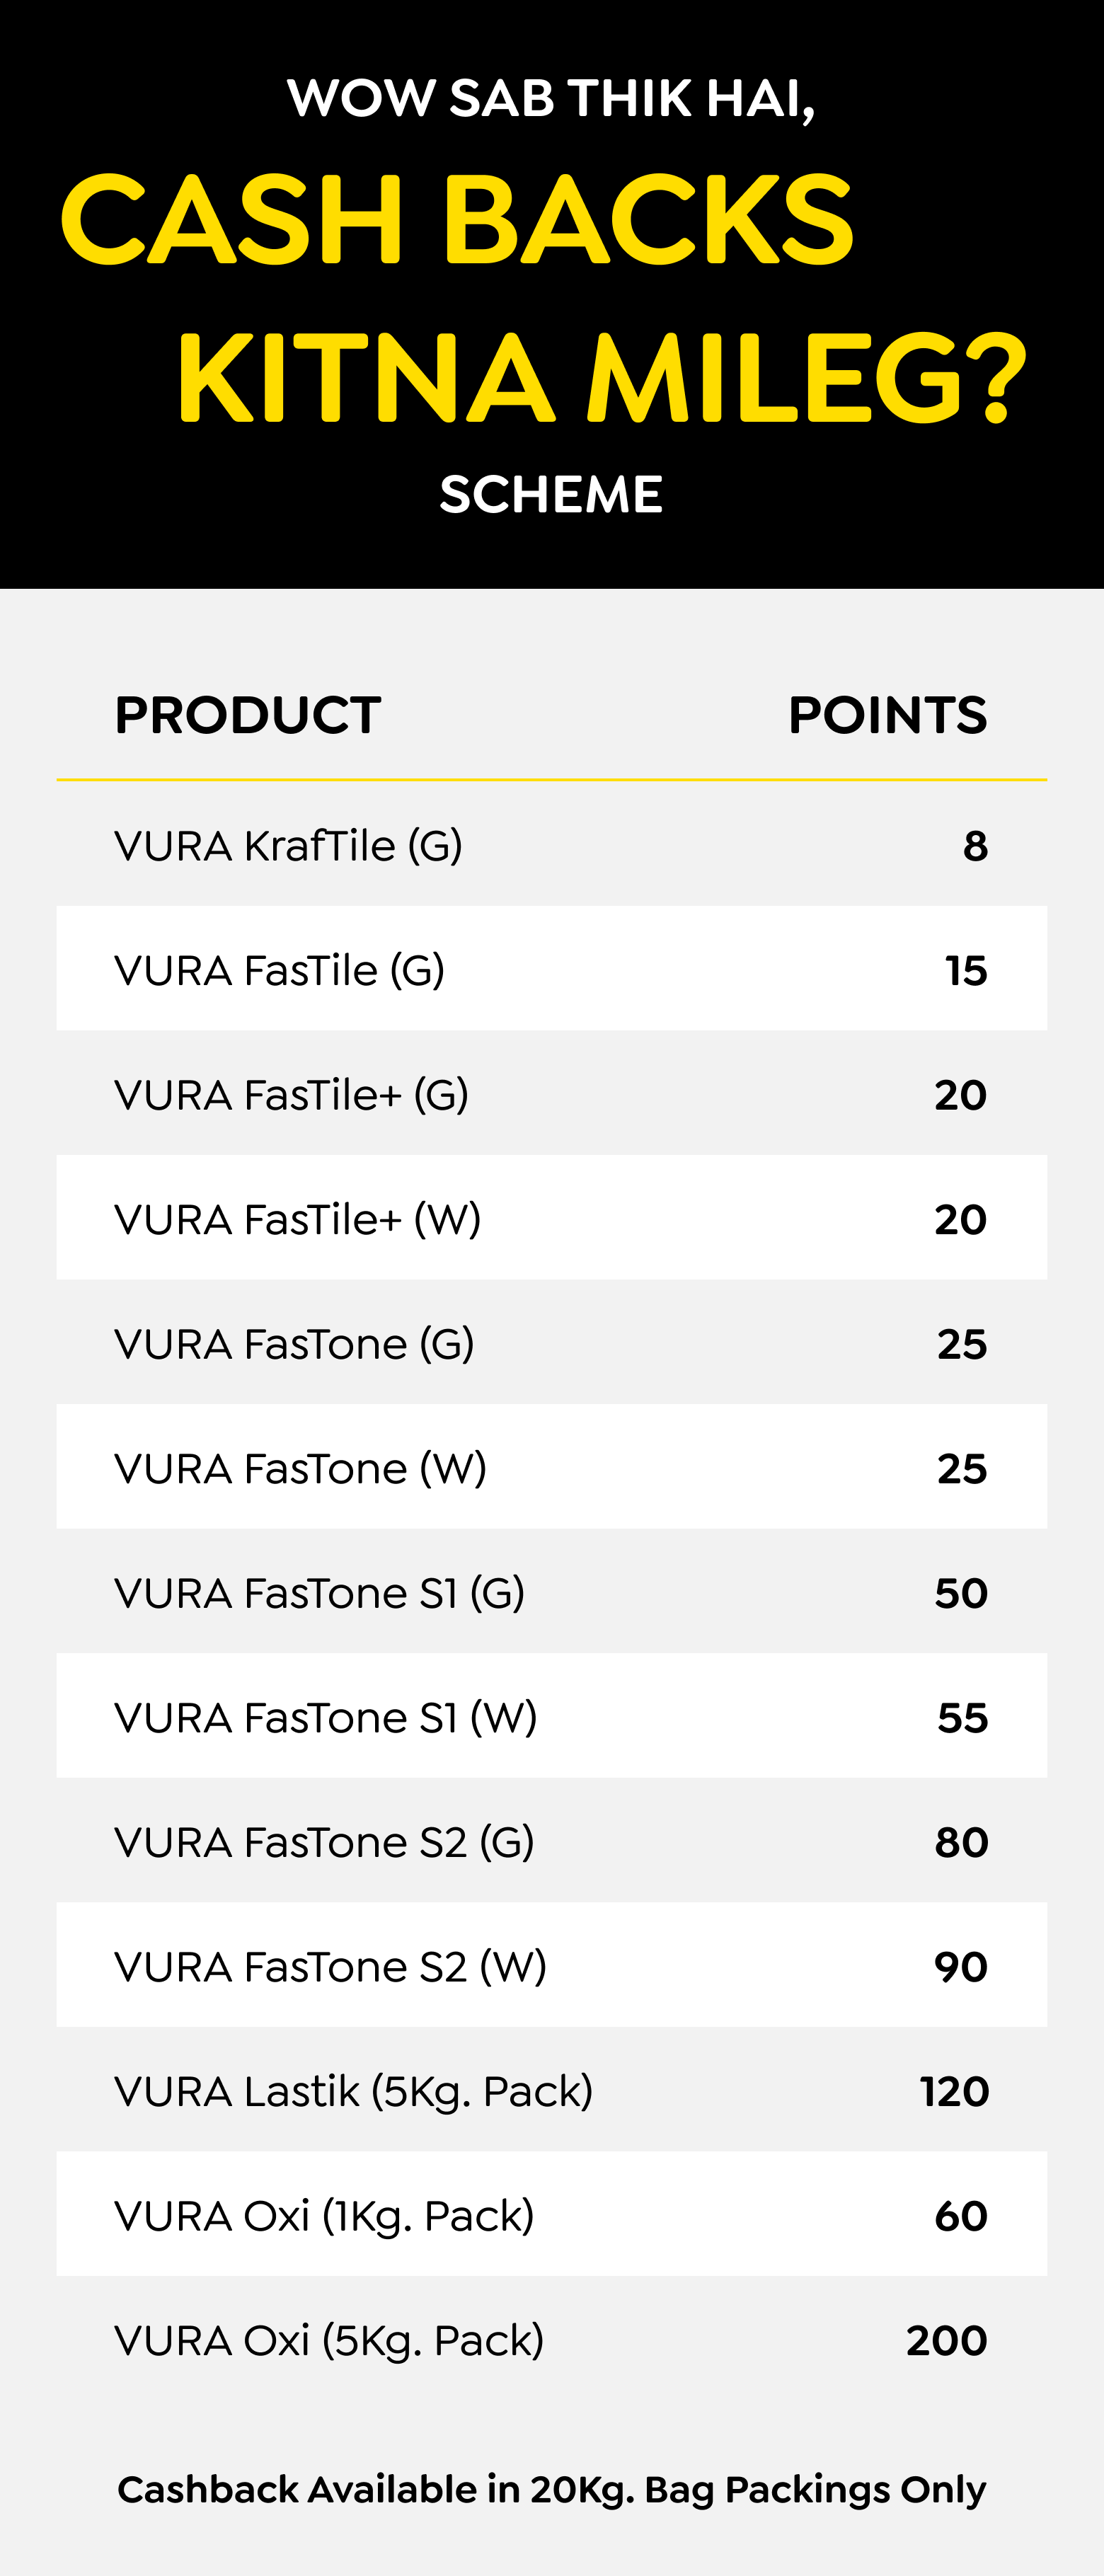 WOW SAB THIK HAI,
CASH BACKS
KITNA MILEG?
SCHEME
PRODUCT POINTS
VURA KrafTile (G) 8
VURA FasTile (G) 15
VURA FasTile+ (G) 20
VURA FasTile+ (W) 20
VURA FasTone (G) 25
VURA FasTone (W) 25
VURA FasTone S1 (G) 50
VURA FasTone S1 (W) 55
VURA FasTone S2 (G) 80
VURA FasTone S2 (W) 90
VURA Lastik (5Kg. Pack) 120
VURA Oxi (1Kg. Pack) 60
VURA Oxi (5Kg. Pack) 200
Cashback Available in 20Kg. Bag Packings Only